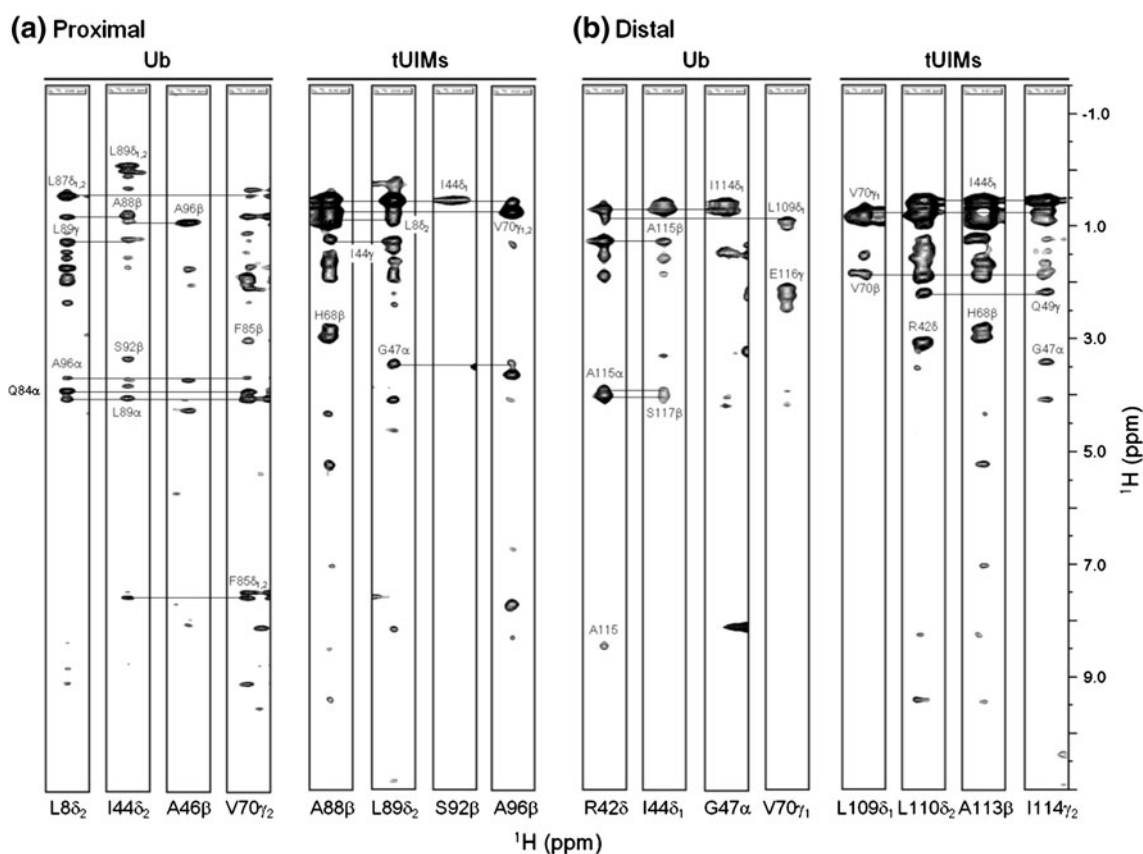 (a) Proximal
(b) Distal
Ub
tUIMs
Ub
tUIMs
-1.0
1.0
3.0
5.0
7.0
9.0
¹H (ppm)
L87δ₁,₂
L89γ
A96α
Q84α
L89δ₁,₂
A88β
S92β
L89α
A96β
F85β
F85δ₁,₂
H68β
I44γ
L8δ₂
G47α
I44δ₁
V70γ₁,₂
A115α
A115
A115β
S117β
I114δ₁
L109δ₁
E116γ
V70γ₁
V70β
R42δ
I44δ₁
H68β
Q49γ
G47α
L8δ₂ I44δ₂ A46β V70γ₂
A88β L89δ₂ S92β A96β
R42δ I44δ₁ G47α V70γ₁
L109δ₁ L110δ₂ A113β I114γ₂
¹H (ppm)